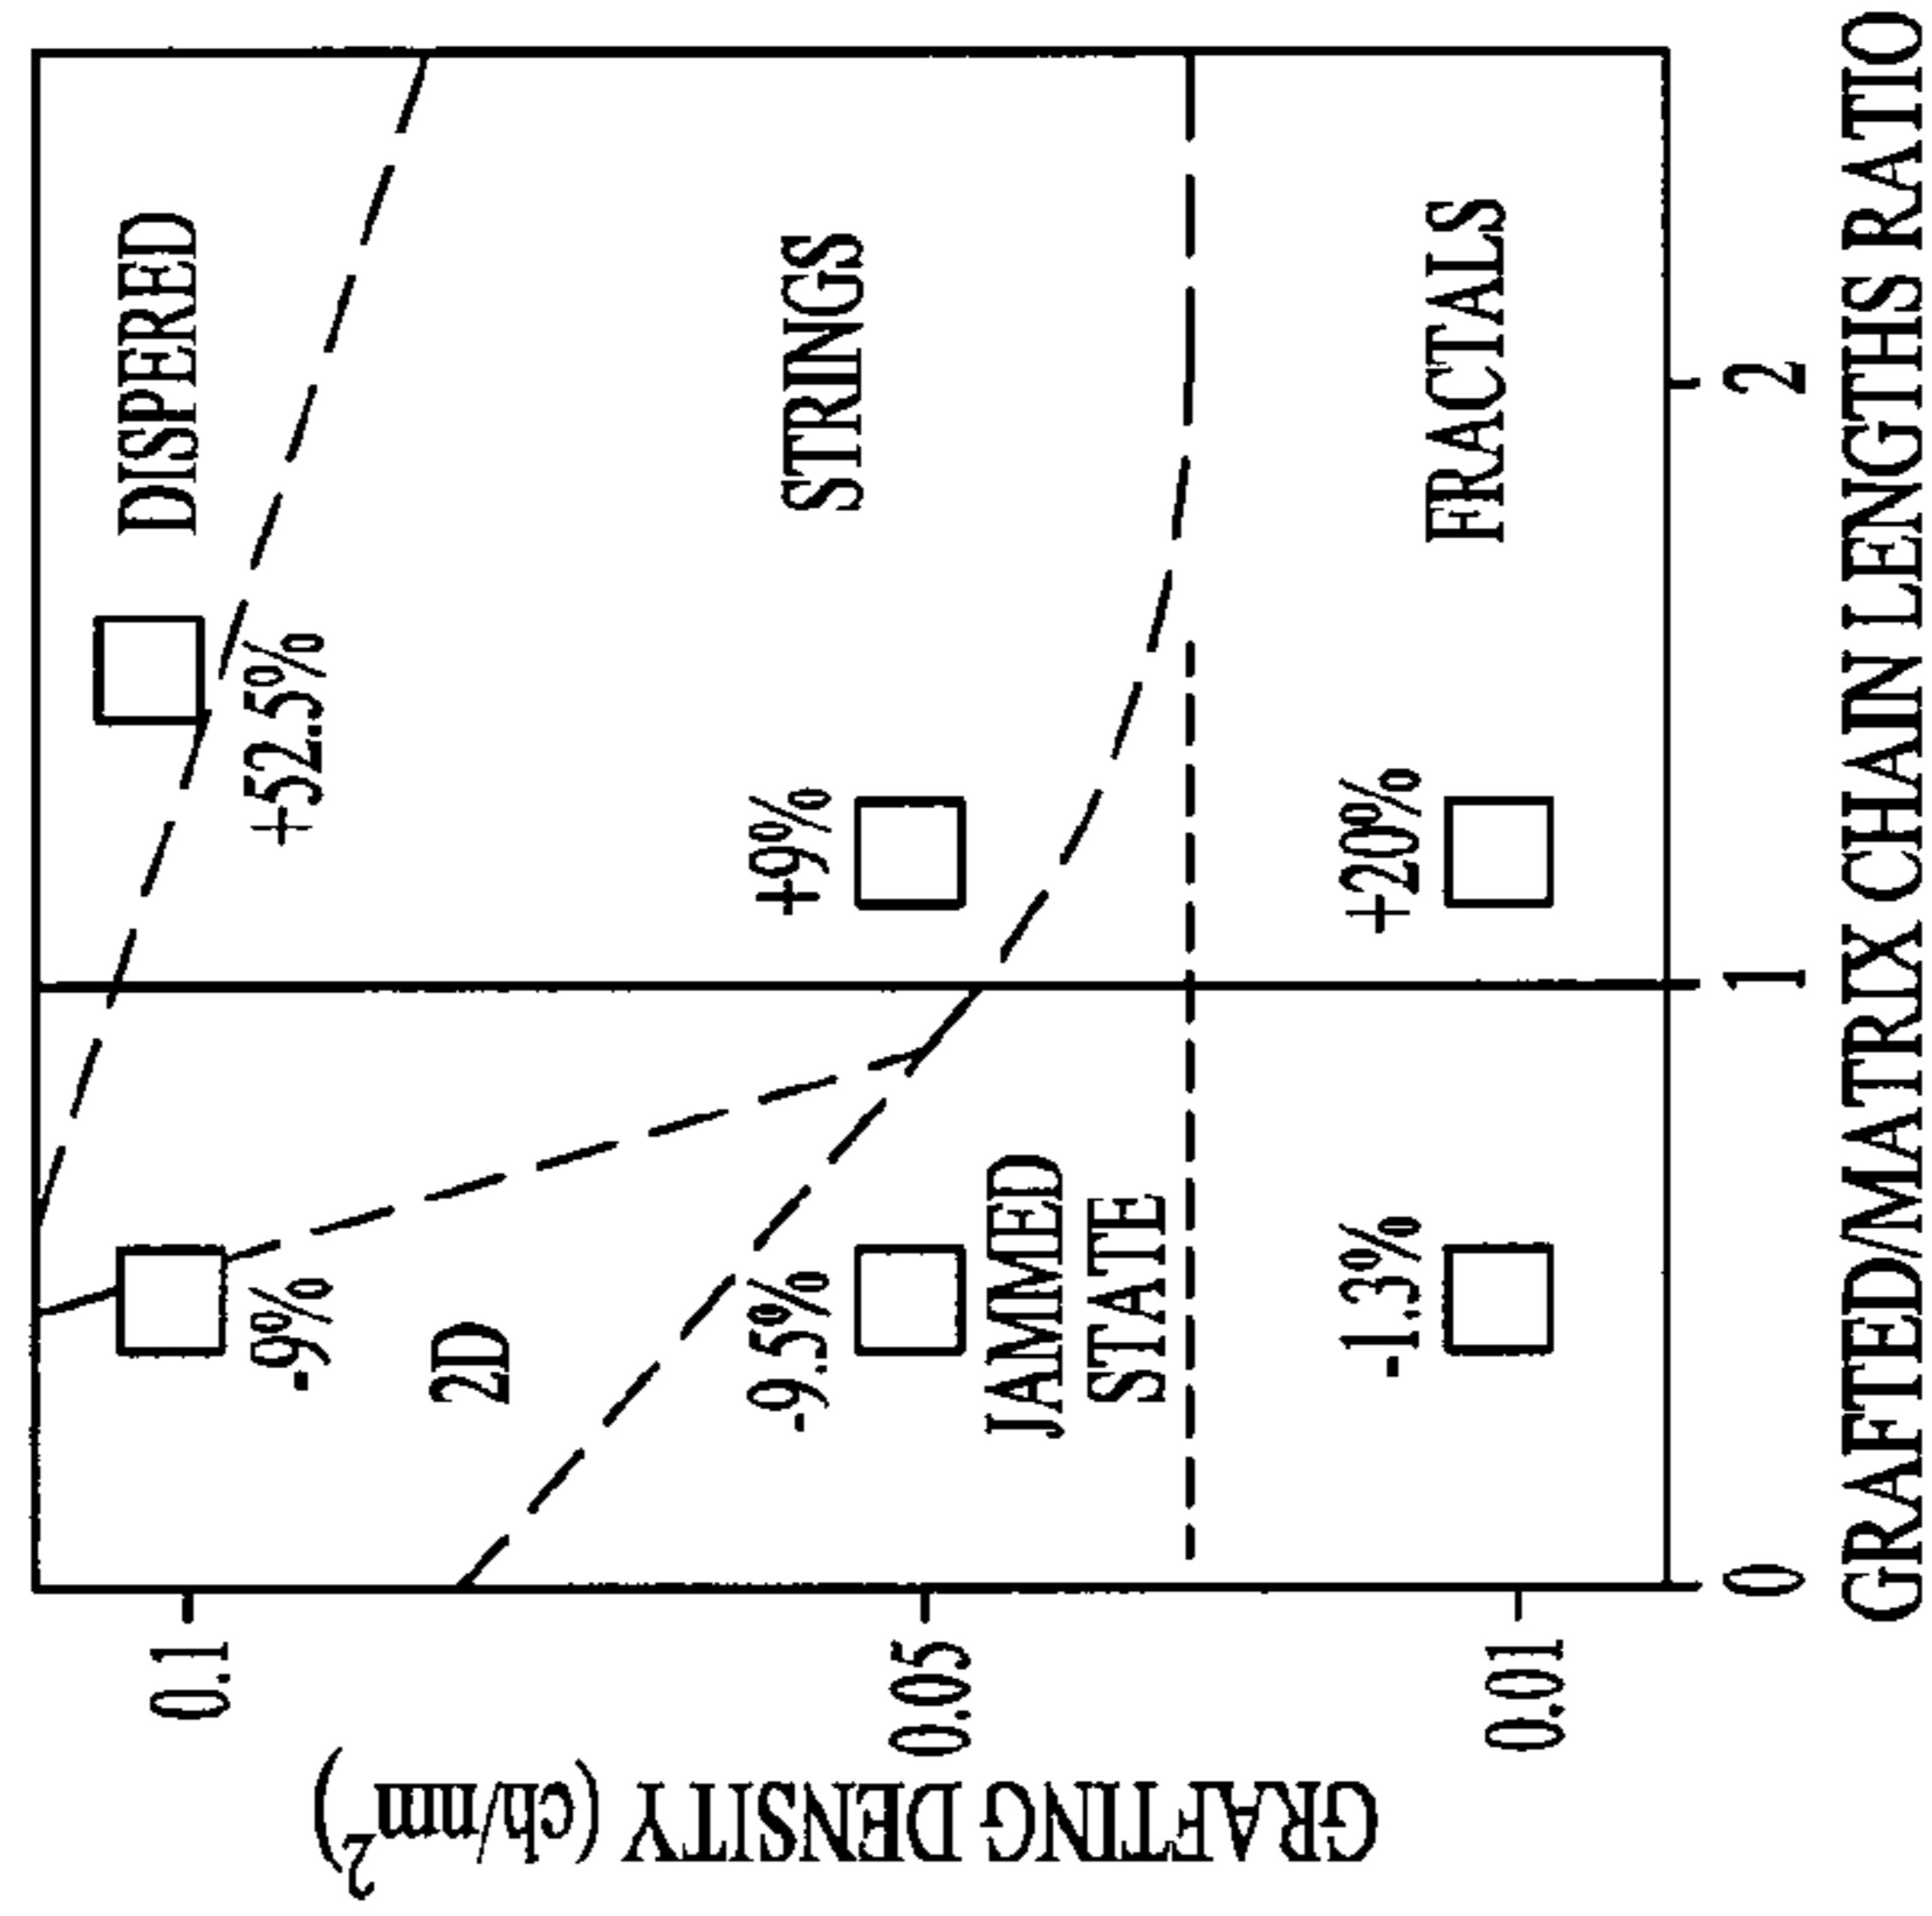 GRAFTING DENSITY (ch/nm²)
0.1
0.05
0.01
DISPERED
+52.5%
-9%
2D
STRINGS
+9%
-9.5%
JAMMED
STATE
FRACTALS
+20%
-1.3%
0
1
2
GRAFTED/MATRIX CHAIN LENGTHS RATIO